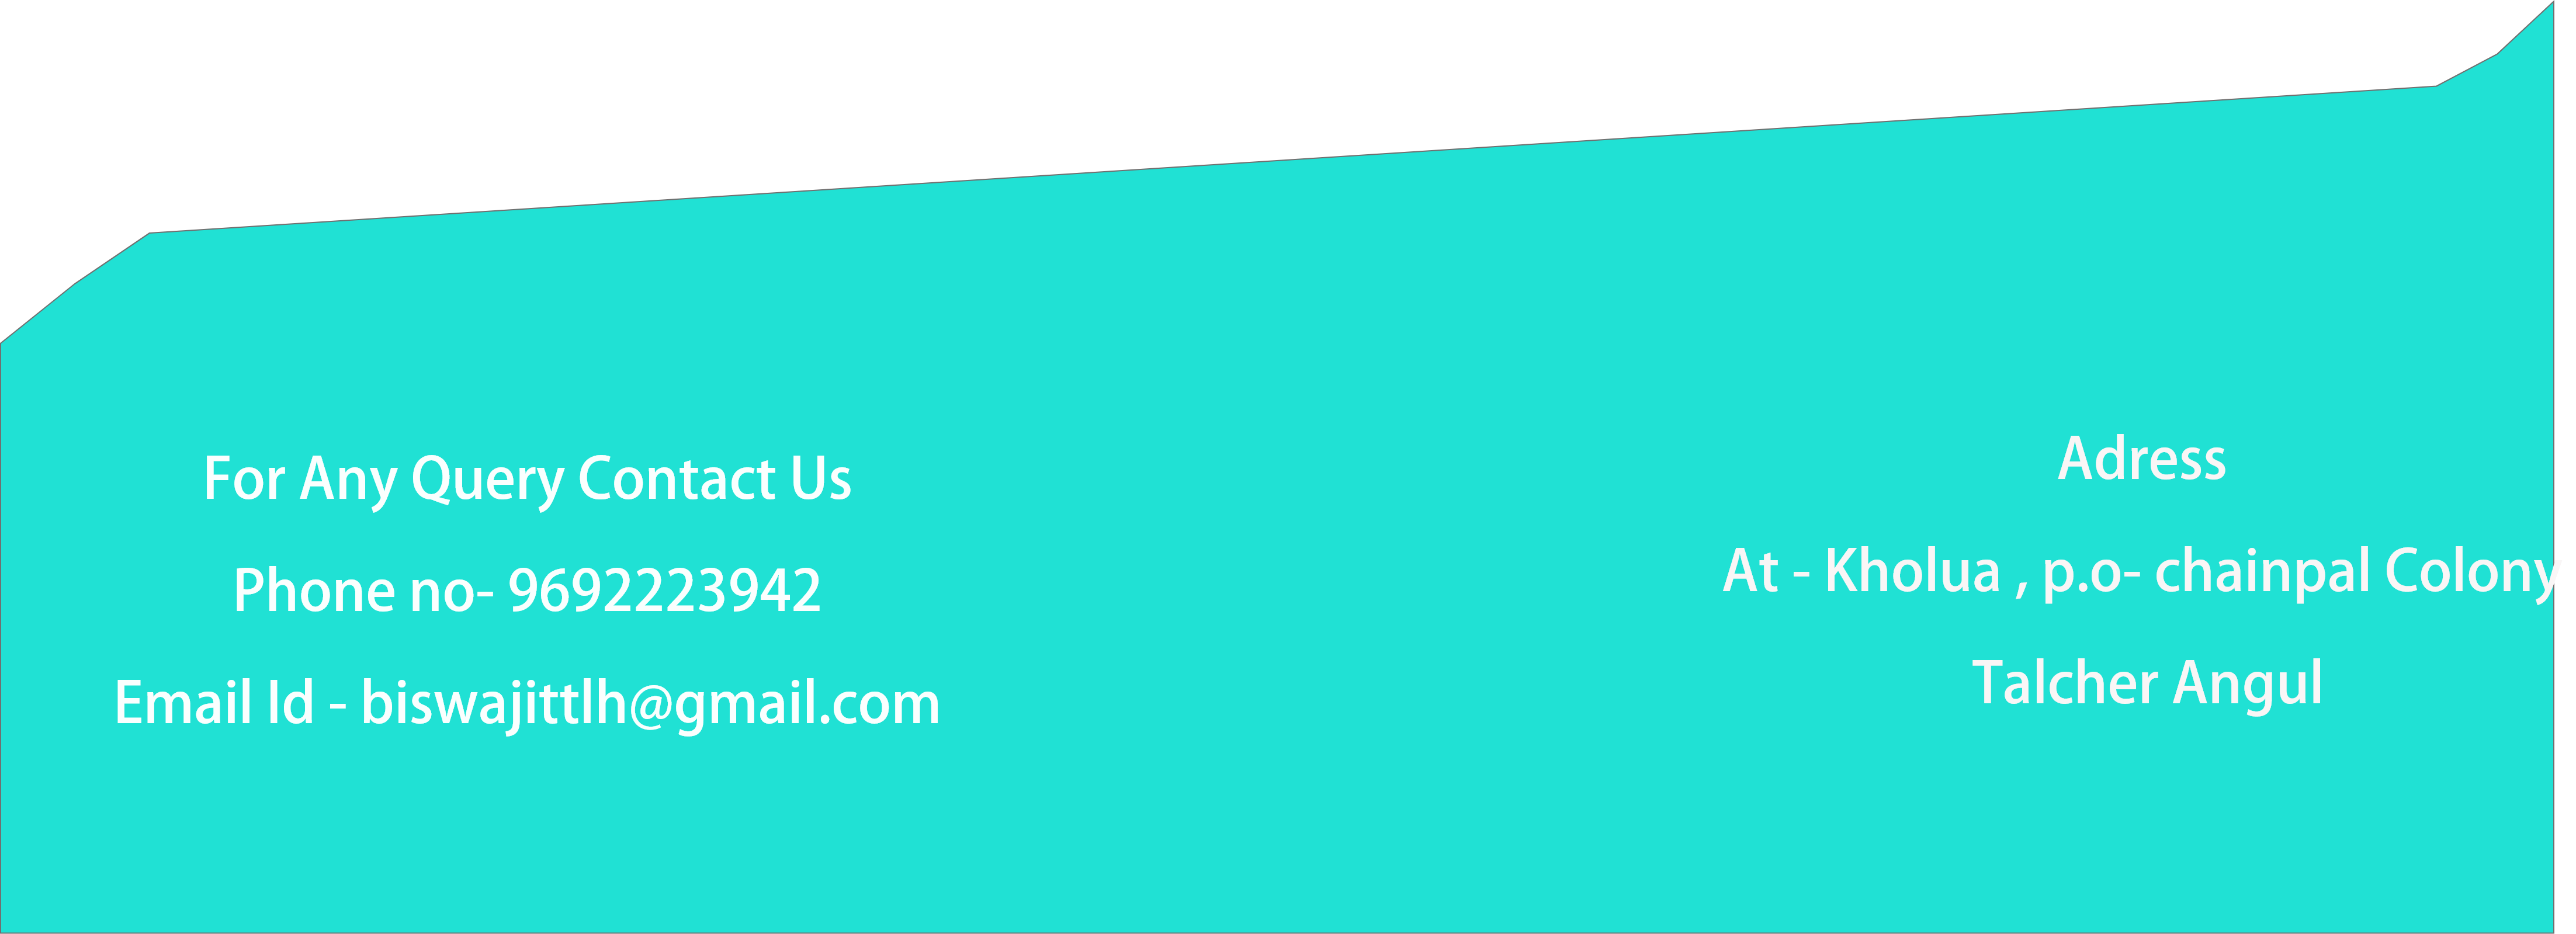 For Any Query Contact Us
Phone no- 9692223942
Email Id - biswajittlh@gmail.com
Adress
At - Kholua , p.o- chainpal Colony
Talcher Angul